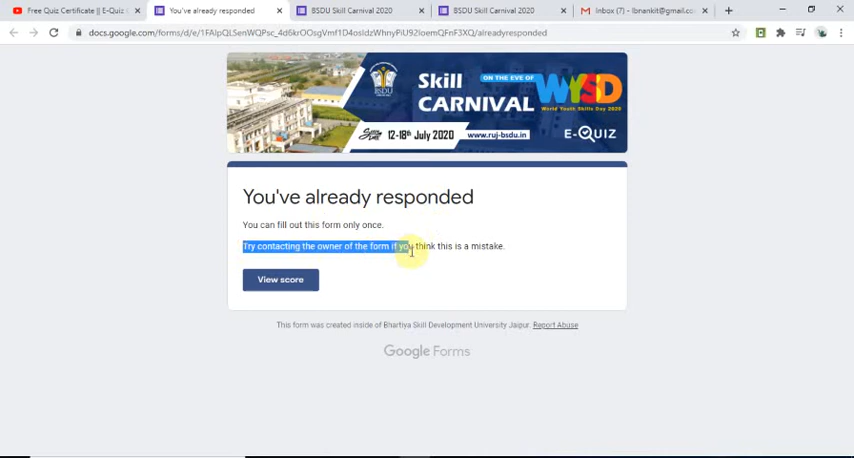 Free Quiz Certificate || E-Quiz C
You've already responded
BSDU Skill Carnival 2020
BSDU Skill Carnival 2020
Inbox (7) - lbrankit@gmail.co
docs.google.com/forms/d/e/
/alreadyresponded
BSDU
Skill
CARNIVAL
ON THE EVE OF
WYSD
World Youth Skills Day 2020
12-18th July 2020
www.ruj-bsdu.in
E-QUIZ
You've already responded
You can fill out this form only once.
Try contacting the owner of the form if you think this is a mistake.
View score
This form was created inside of Bhartiya Skill Development University Jaipur. Report Abuse
Google Forms